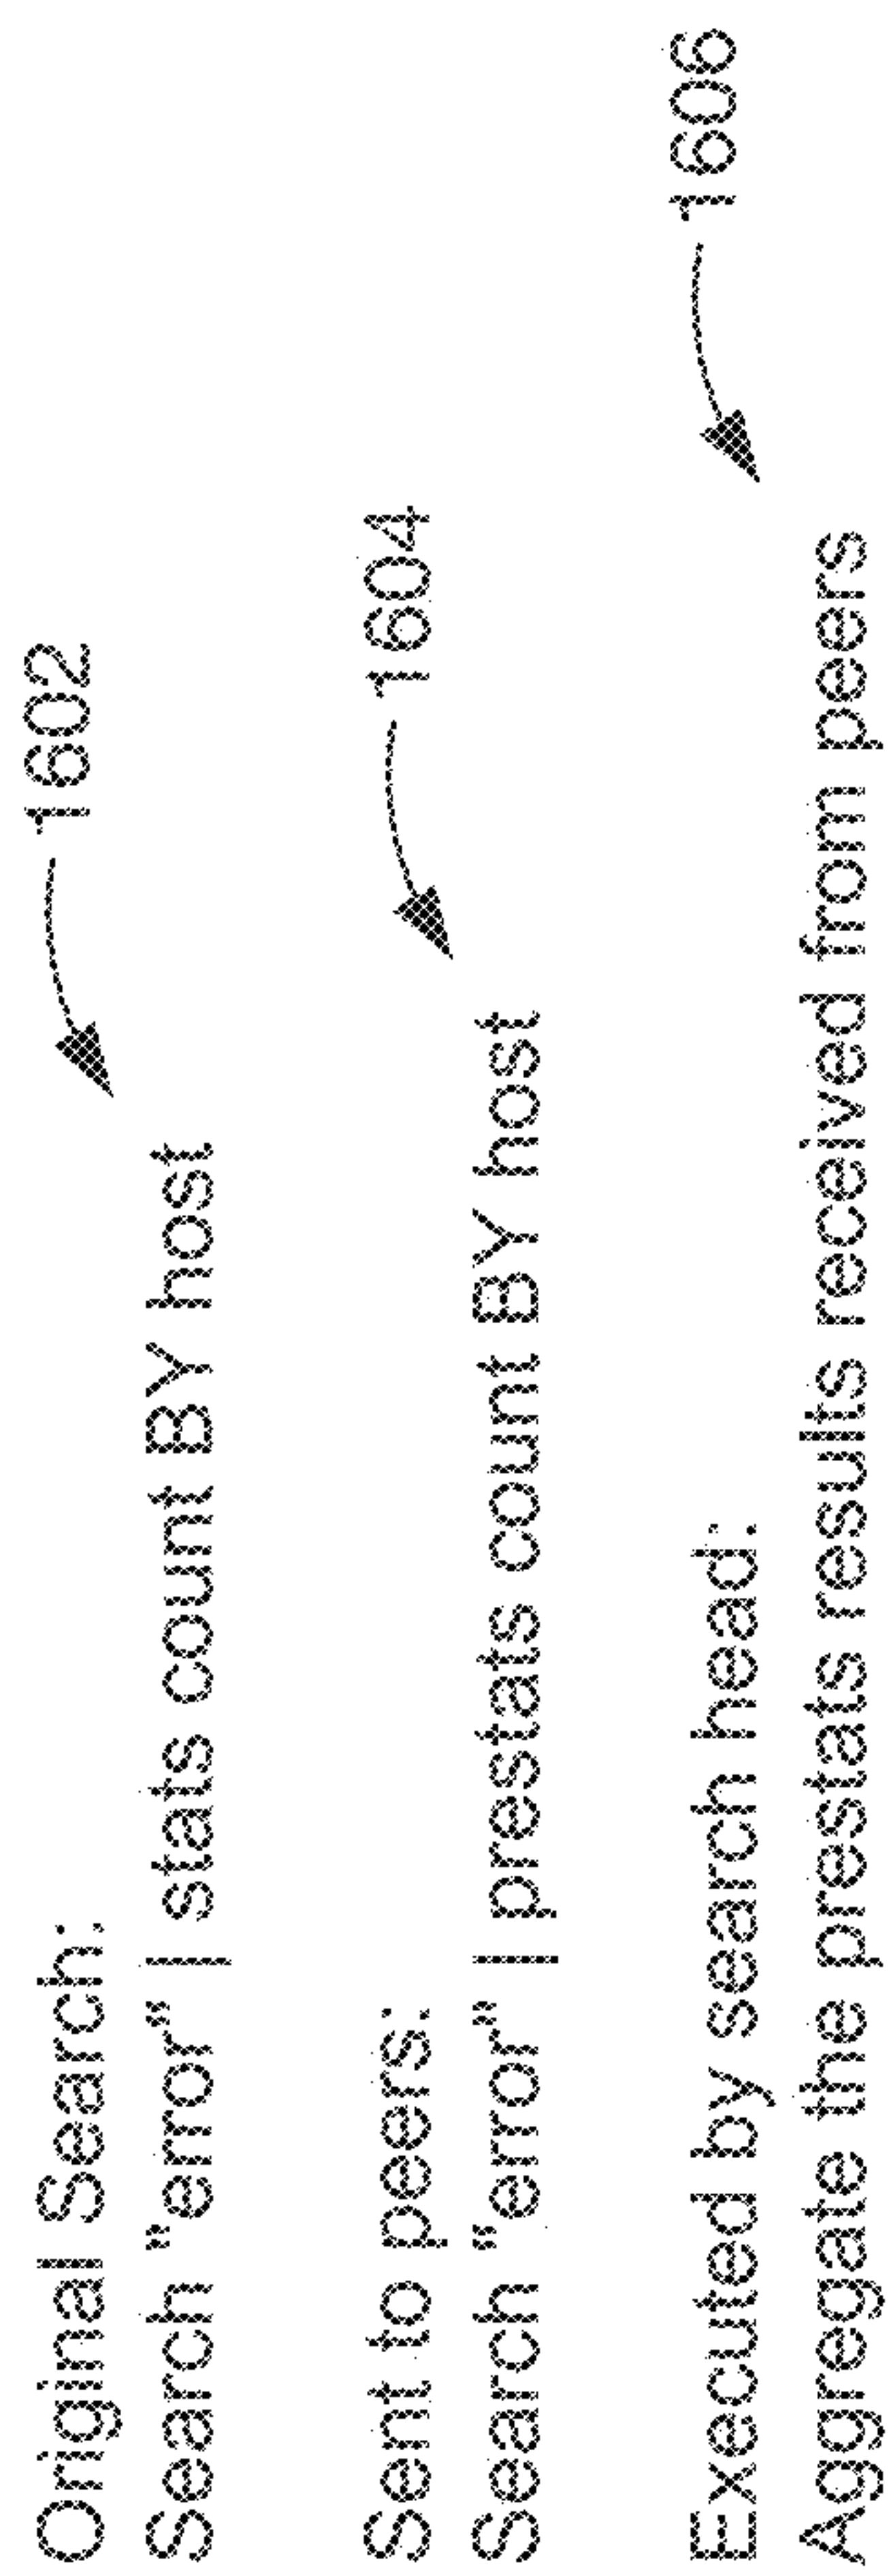 Original Search: 1602
Search "error" | stats count BY host
Sent to peers: 1604
Search "error" | prestats count BY host
Executed by search head: 1606
Aggregate the prestats results received from peers